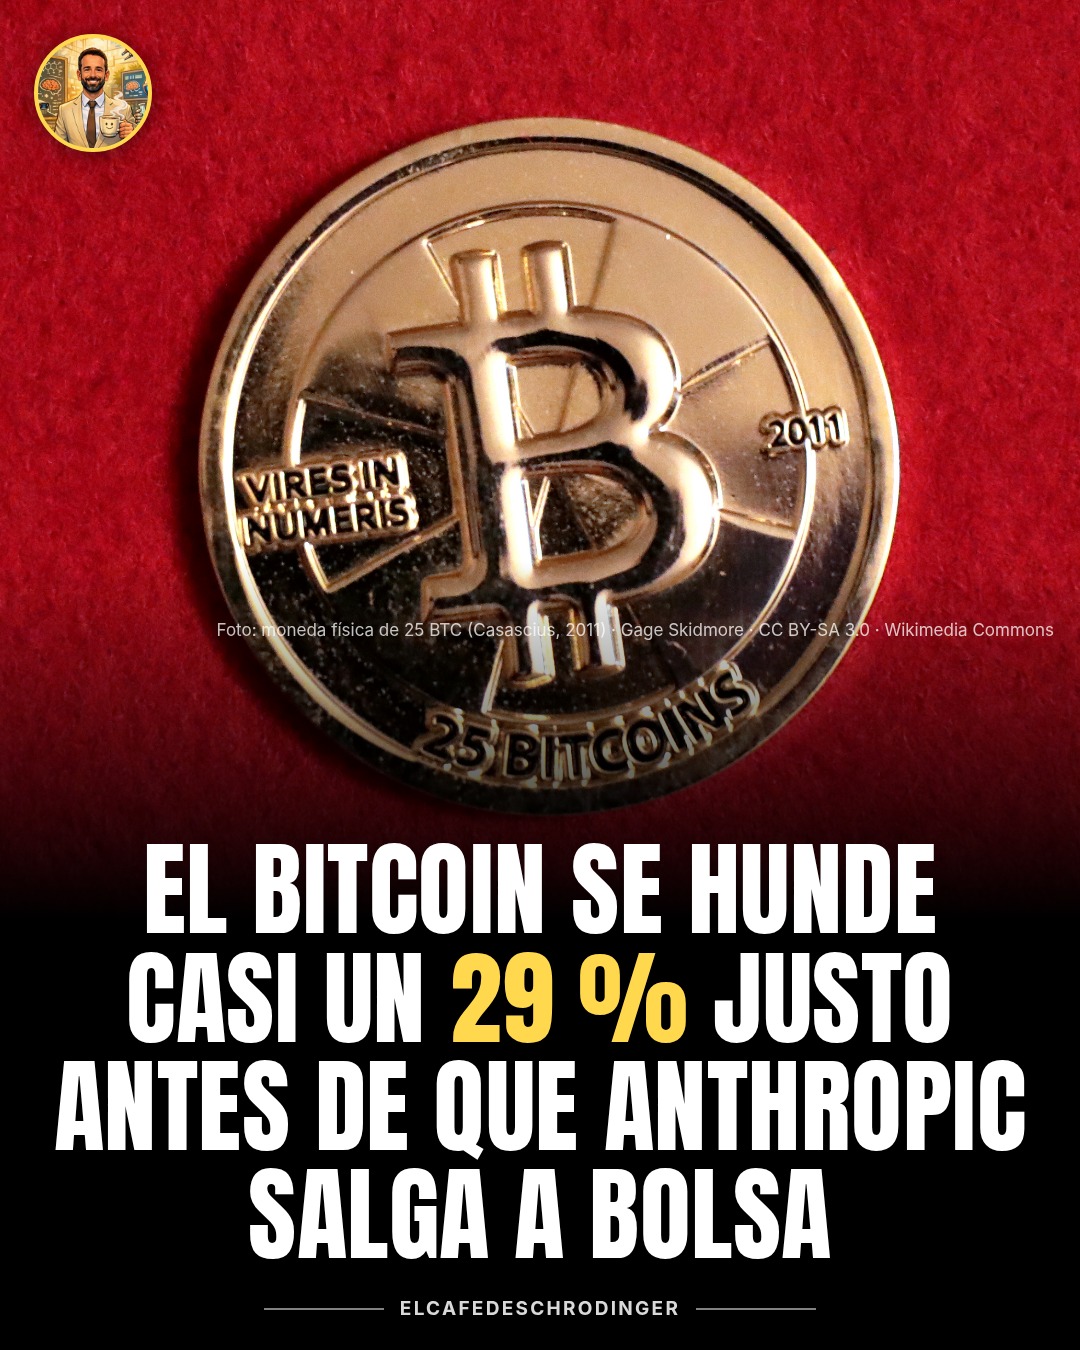 VIRES IN
NUMERIS
2011
Foto: moneda física de 25 BTC (Casascius, 2011) · Gage Skidmore · CC BY-SA 3.0 · Wikimedia Commons
25 BITCOINS
EL BITCOIN SE HUNDE
CASI UN 29 % JUSTO
ANTES DE QUE ANTHROPIC
SALGA A BOLSA
ELCAFEDESCHRODINGER